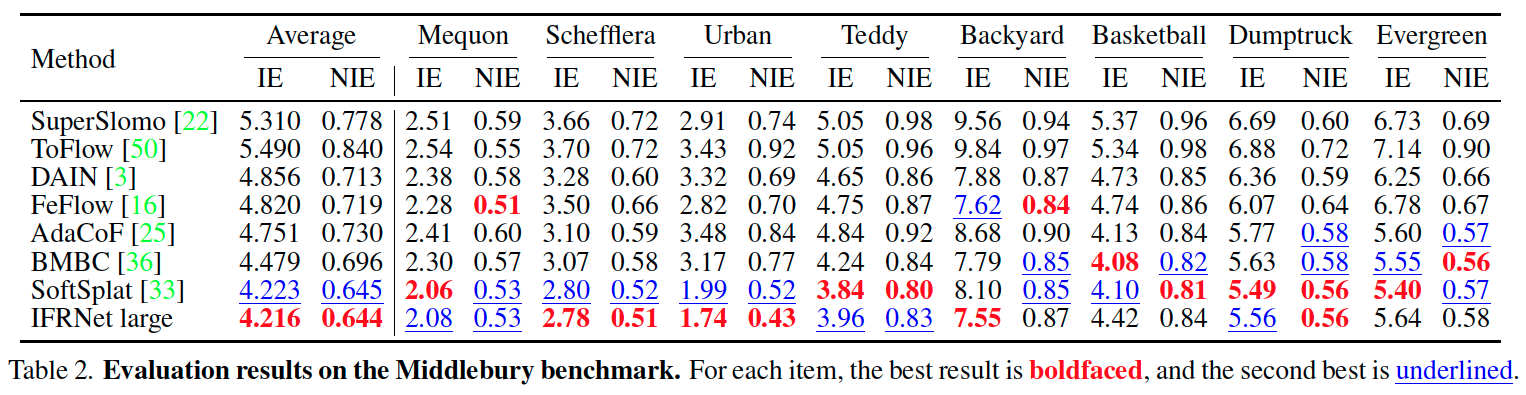 Method Average Mequon Schefflera Urban Teddy Backyard Basketball Dumptruck Evergreen
IE NIE IE NIE IE NIE IE NIE IE NIE IE NIE IE NIE IE NIE IE NIE
SuperSlomo [22] 5.310 0.778 2.51 0.59 3.66 0.72 2.91 0.74 5.05 0.98 9.56 0.94 5.37 0.96 6.69 0.60 6.73 0.69
ToFlow [50] 5.490 0.840 2.54 0.55 3.70 0.72 3.43 0.92 5.05 0.96 9.84 0.97 5.34 0.98 6.88 0.72 7.14 0.90
DAIN [3] 4.856 0.713 2.38 0.58 3.28 0.60 3.32 0.69 4.65 0.86 7.88 0.87 4.73 0.85 6.36 0.59 6.25 0.66
FeFlow [16] 4.820 0.719 2.28 0.51 3.50 0.66 2.82 0.70 4.75 0.87 7.62 0.84 4.74 0.86 6.07 0.64 6.78 0.67
AdaCoF [25] 4.751 0.730 2.41 0.60 3.10 0.59 3.48 0.84 4.84 0.92 8.68 0.90 4.13 0.84 5.77 0.58 5.60 0.57
BMBC [36] 4.479 0.696 2.30 0.57 3.07 0.58 3.17 0.77 4.24 0.84 7.79 0.85 4.08 0.82 5.63 0.58 5.55 0.56
SoftSplat [33] 4.223 0.645 2.06 0.53 2.80 0.52 1.99 0.52 3.84 0.80 8.10 0.85 4.10 0.81 5.49 0.56 5.40 0.57
IFRNet large 4.216 0.644 2.08 0.53 2.78 0.51 1.74 0.43 3.96 0.83 7.55 0.87 4.42 0.84 5.56 0.56 5.64 0.58
Table 2. Evaluation results on the Middlebury benchmark. For each item, the best result is boldfaced, and the second best is underlined.